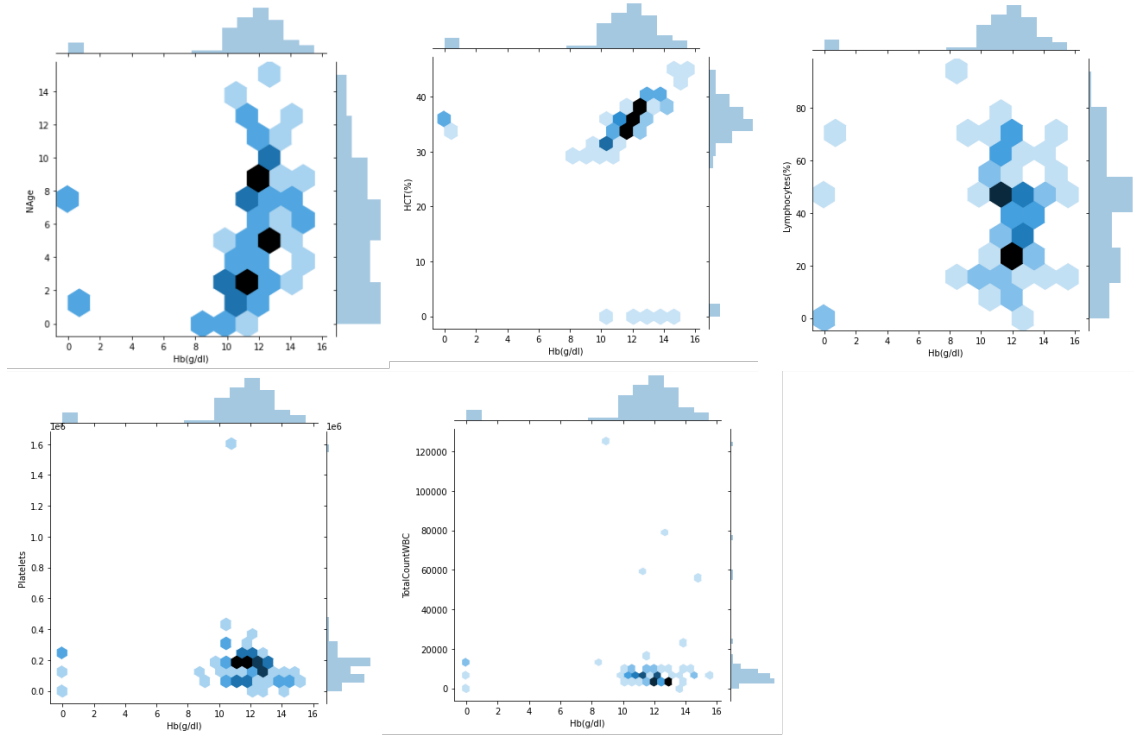 14
12
10
8
6
4
2
0
NAge
0 2 4 6 8 10 12 14 16
Hb(g/dl)
40
30
20
10
0
HCT(%)
0 2 4 6 8 10 12 14 16
Hb(g/dl)
80
60
40
20
0
Lymphocytes(%)
0 2 4 6 8 10 12 14 16
Hb(g/dl)
1e6 1e6
1.6
1.4
1.2
1.0
0.8
0.6
0.4
0.2
0.0
Platelets
0 2 4 6 8 10 12 14 16
Hb(g/dl)
120000
100000
80000
60000
40000
20000
0
TotalCountWBC
0 2 4 6 8 10 12 14 16
Hb(g/dl)